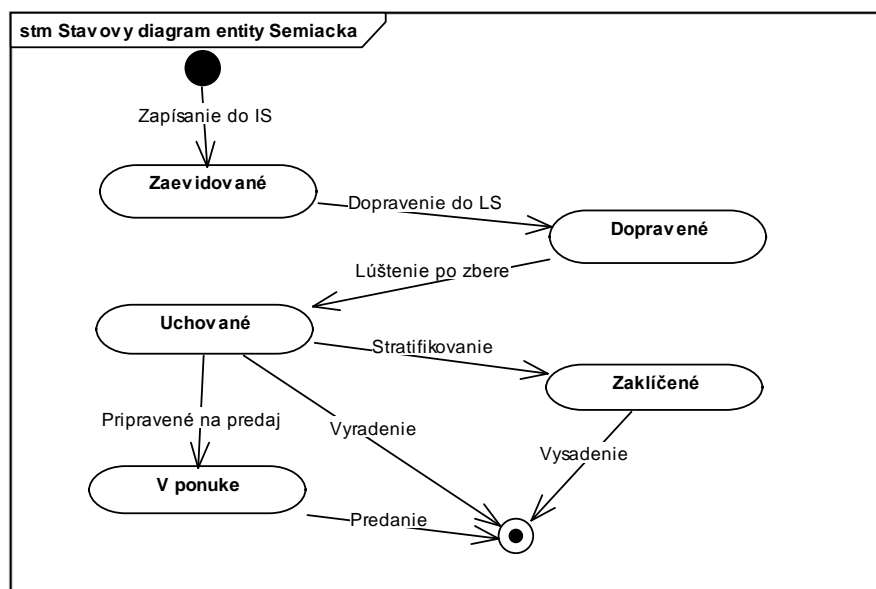 stm Stavovy diagram entity Semiacka
Zapísanie do IS
Zaevidované
Dopravenie do LS
Dopravené
Lúštenie po zbere
Uchované
Stratifikovanie
Zaklíčené
Pripravené na predaj
Vyradenie
Vysadenie
V ponuke
Predanie